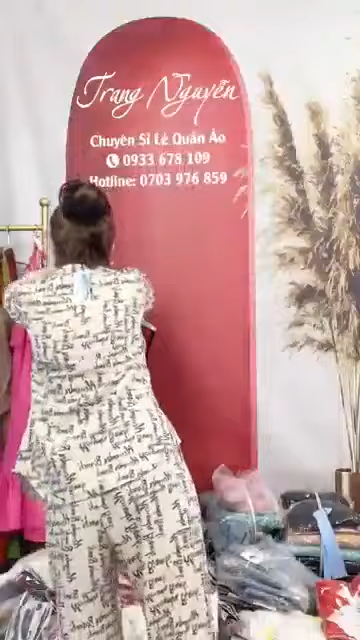 Trang Nguyễn
Chuyên Sỉ Lẻ Quần Áo
0933 678 109
Hotline: 0703 976 859